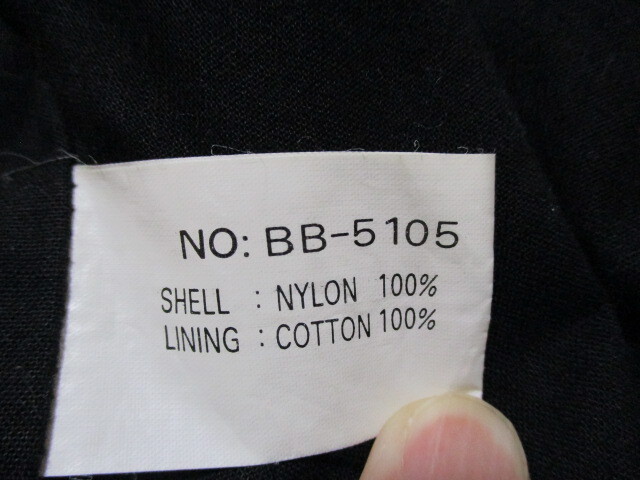 NO: BB-5105
SHELL : NYLON 100%
LINING : COTTON 100%